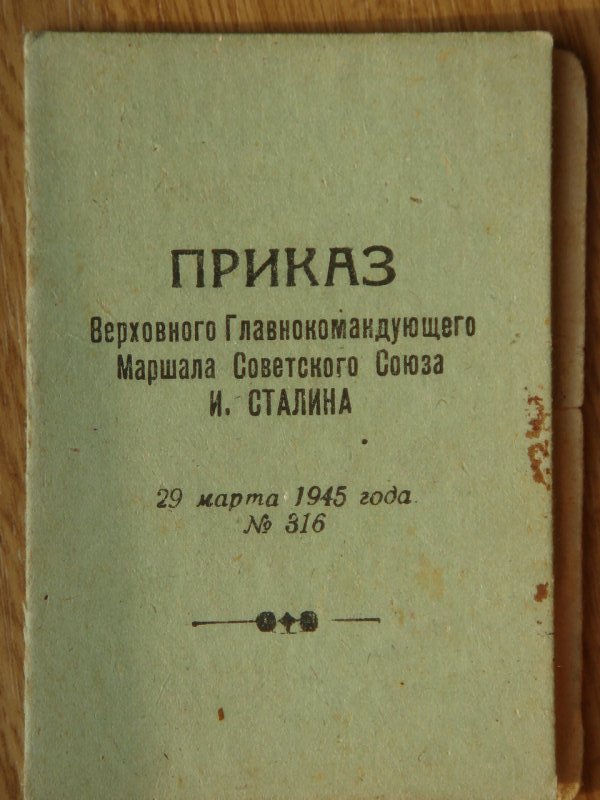 ПРИКАЗ
Верховного Главнокомандующего
Маршала Советского Союза
И. СТАЛИНА
29 марта 1945 года.
№ 316